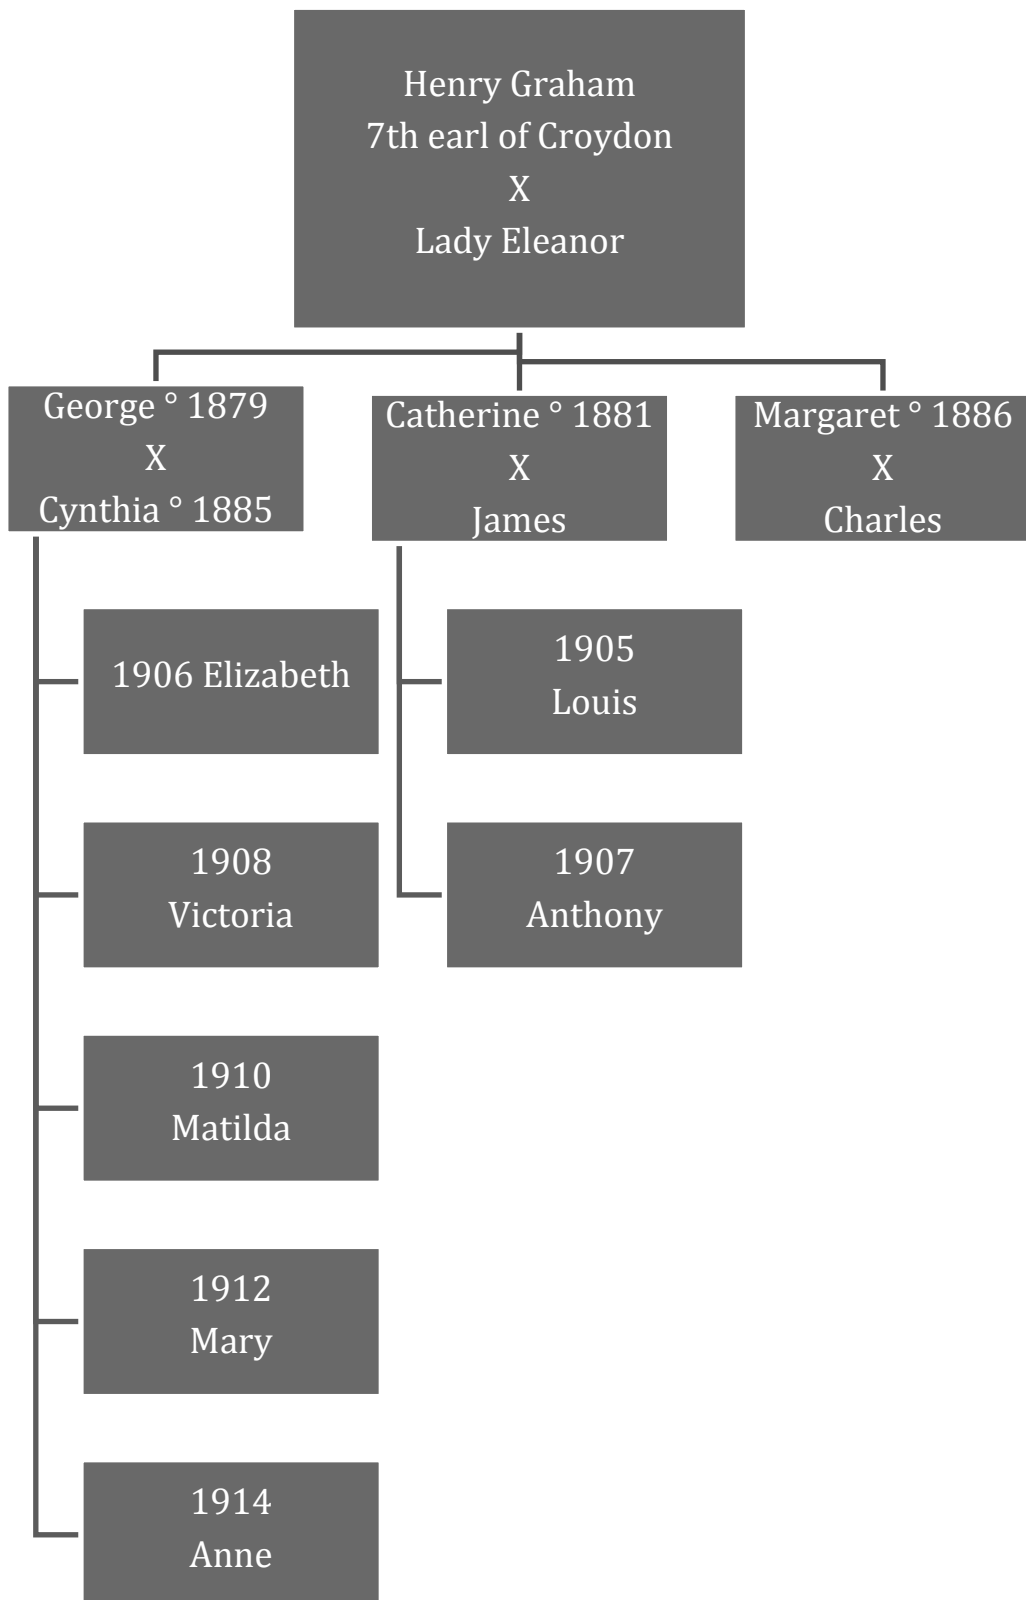 Henry Graham
7th earl of Croydon
X
Lady Eleanor
George ° 1879
X
Cynthia ° 1885
Catherine ° 1881
X
James
Margaret ° 1886
X
Charles
1906 Elizabeth
1908
Victoria
1910
Matilda
1912
Mary
1914
Anne
1905
Louis
1907
Anthony